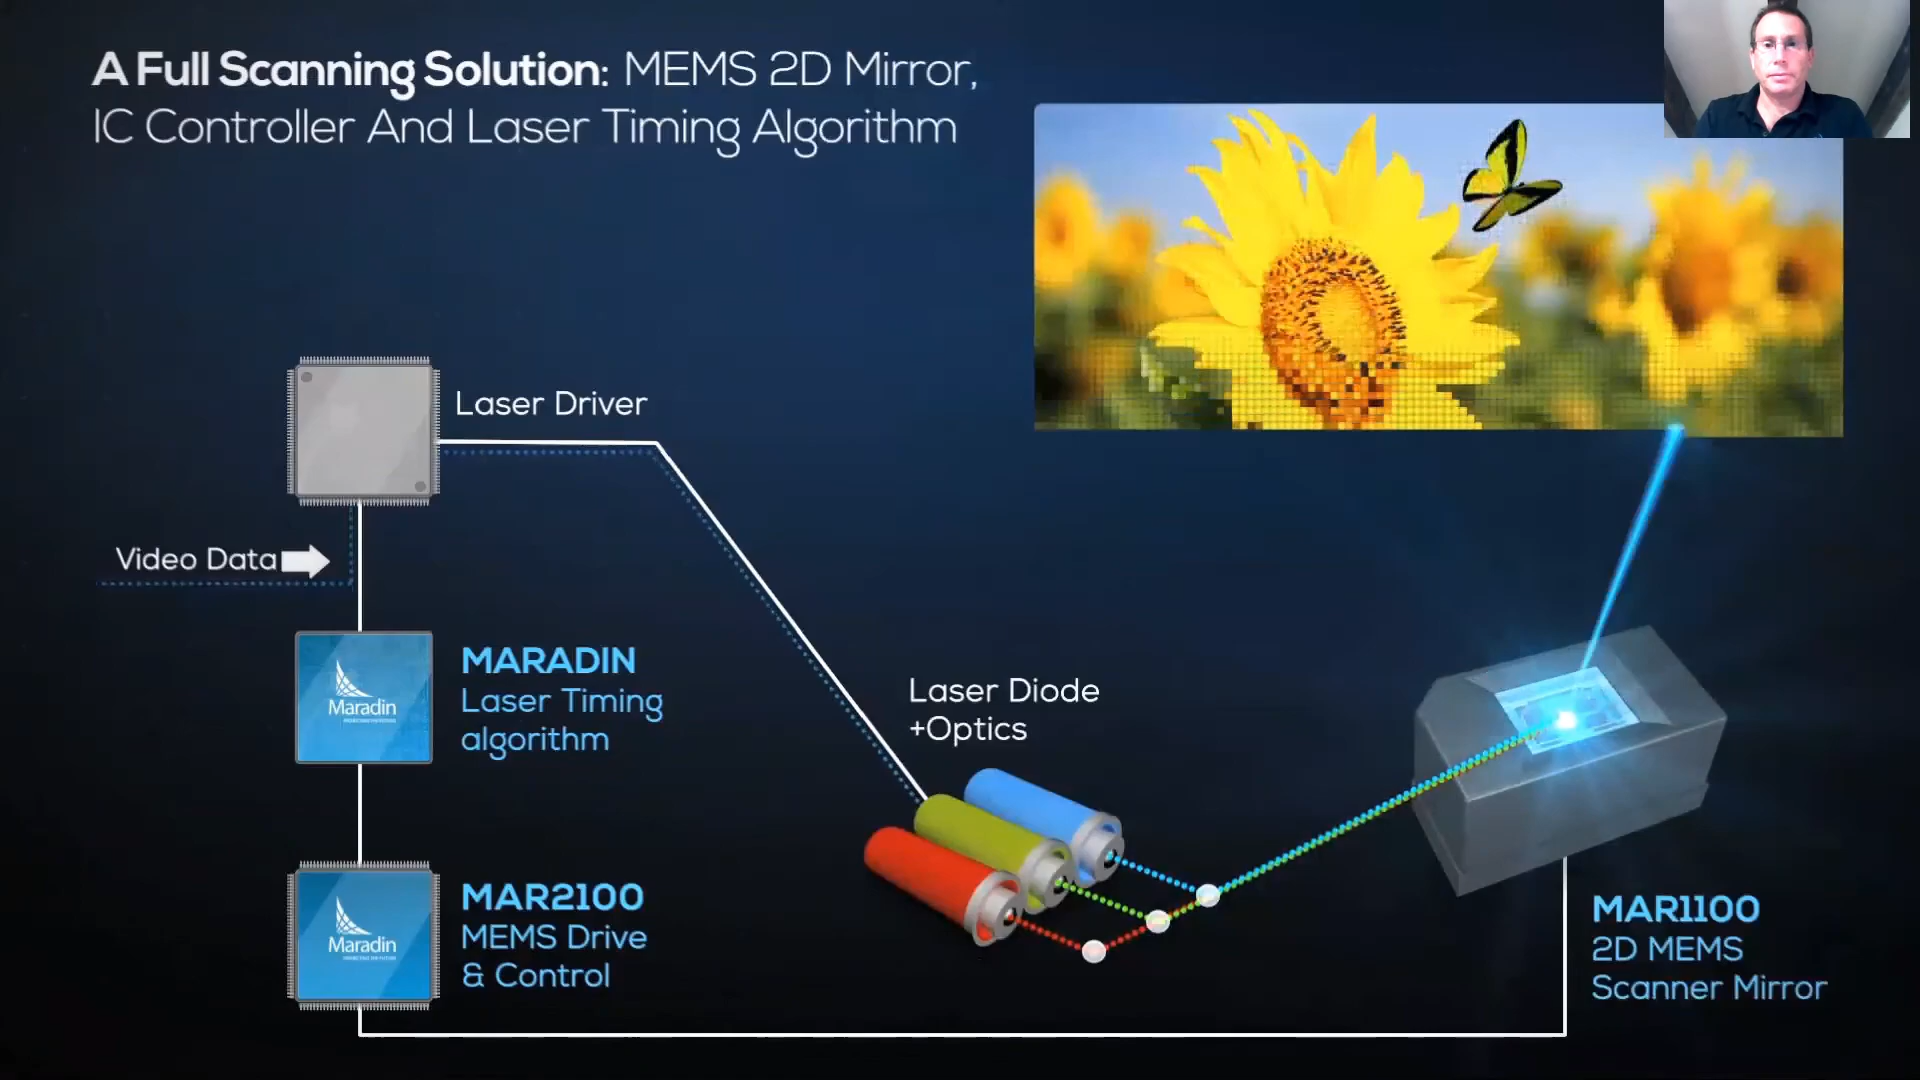 A Full Scanning Solution: MEMS 2D Mirror,
IC Controller And Laser Timing Algorithm
Laser Driver
Video Data
Maradin
MARADIN
Laser Timing
algorithm
Laser Diode
+Optics
Maradin
MAR2100
MEMS Drive
& Control
MAR1100
2D MEMS
Scanner Mirror